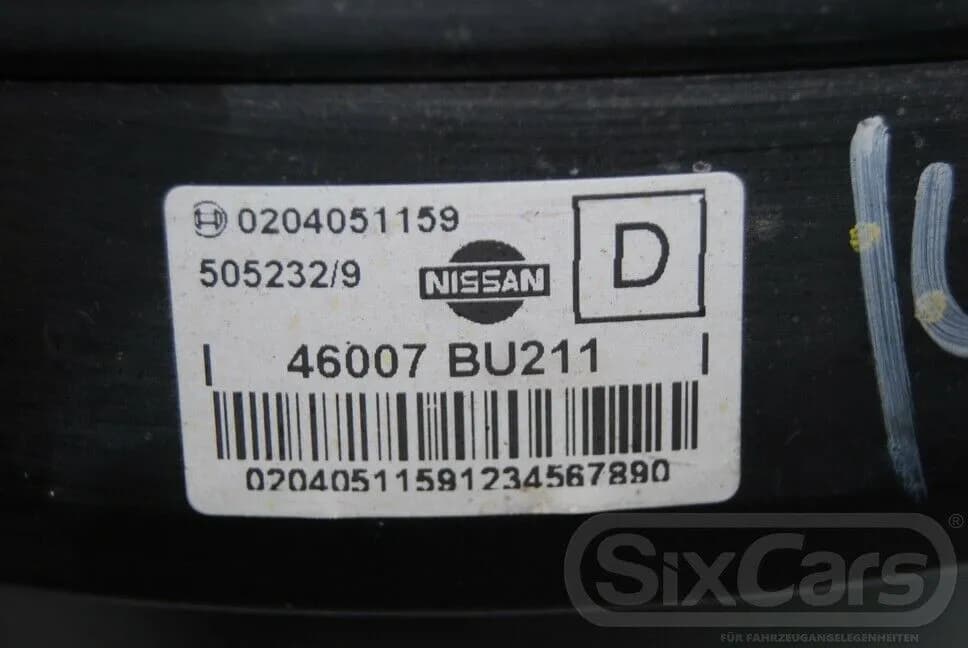 0204051159
505232/9
NISSAN
D
46007 BU211
02040511591234567890
SixCars®
FÜR FAHRZEUGANGELEGENHEITEN